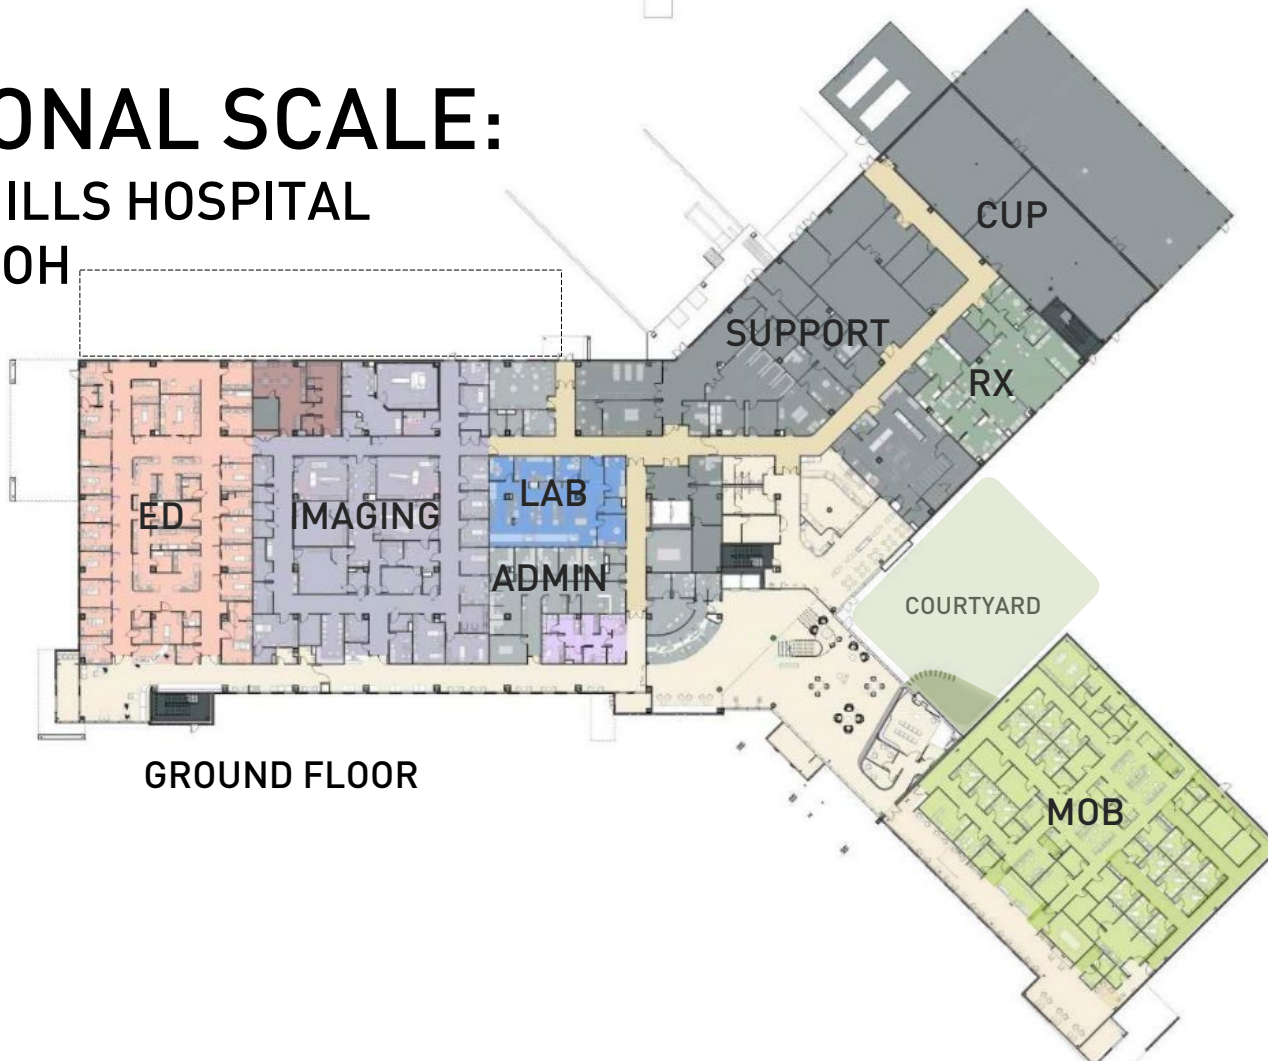 ONAL SCALE:
ILLS HOSPITAL
OH
CUP
SUPPORT
RX
LAB
ED
IMAGING
ADMIN
COURTYARD
GROUND FLOOR
MOB